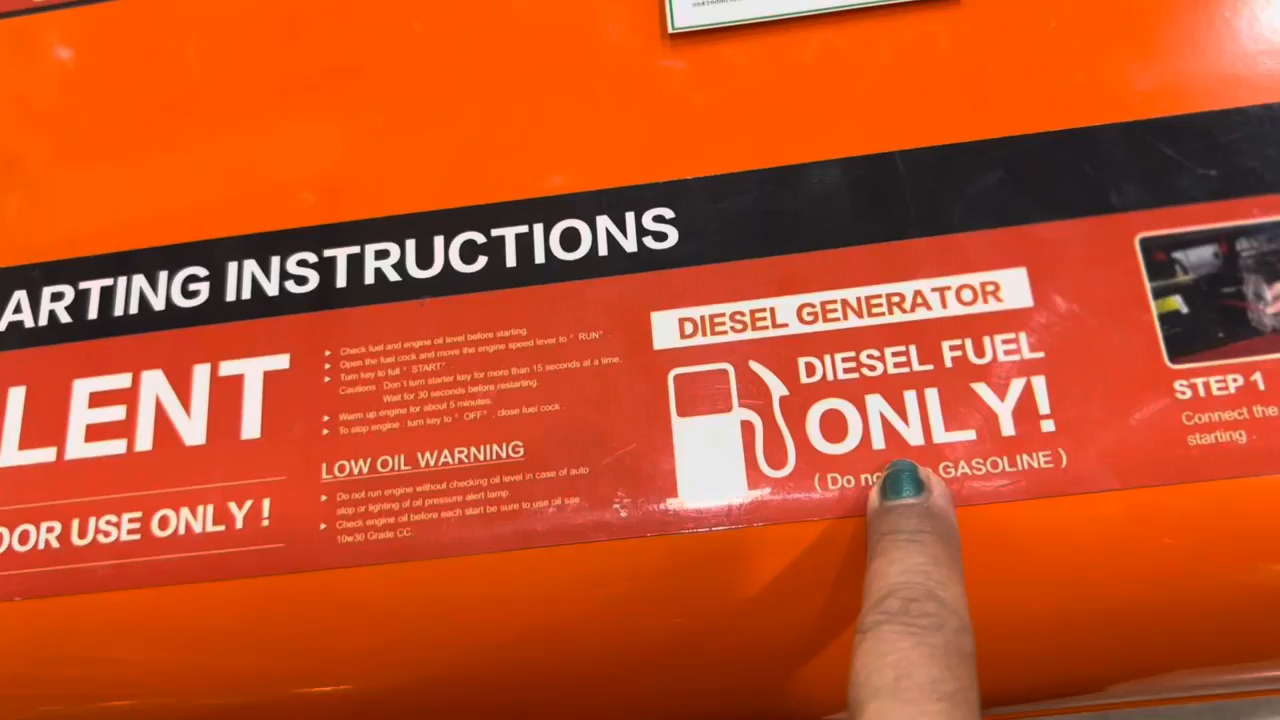 ARTING INSTRUCTIONS
LENT
OOR USE ONLY!
Check fuel and engine oil level before starting.
Open the fuel cock and move the engine speed lever to " RUN"
Turn key to full " START" .
Cautions : Don't turn starter key for more than 15 seconds at a time.
Wait for 30 seconds before restarting.
Warm up engine for about 5 minutes.
To stop engine : turn key to " OFF" , close fuel cock .
LOW OIL WARNING
Do not run engine without checking oil level in case of auto
stop or lighting of oil pressure alert lamp.
Check engine oil before each start be sure to use oil sae
10w30 Grade CC.
DIESEL GENERATOR
DIESEL FUEL
ONLY!
( Do GASOLINE )
STEP 1
Connect the
starting .